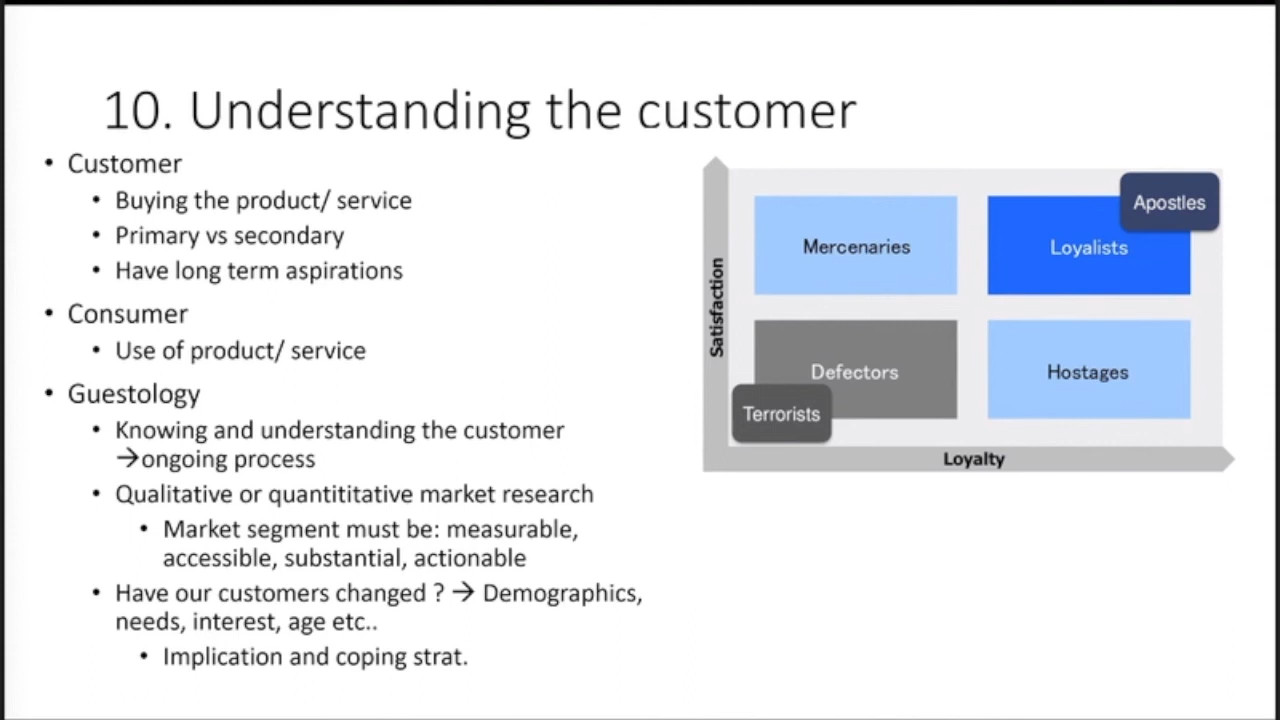 10. Understanding the customer
• Customer
• Buying the product/ service
• Primary vs secondary
• Have long term aspirations
• Consumer
• Use of product/ service
• Guestology
• Knowing and understanding the customer
→ongoing process
• Qualitative or quantititative market research
• Market segment must be: measurable,
accessible, substantial, actionable
• Have our customers changed ? → Demographics,
needs, interest, age etc..
• Implication and coping strat.
Satisfaction
Mercenaries
Loyalists
Apostles
Defectors
Terrorists
Hostages
Loyalty